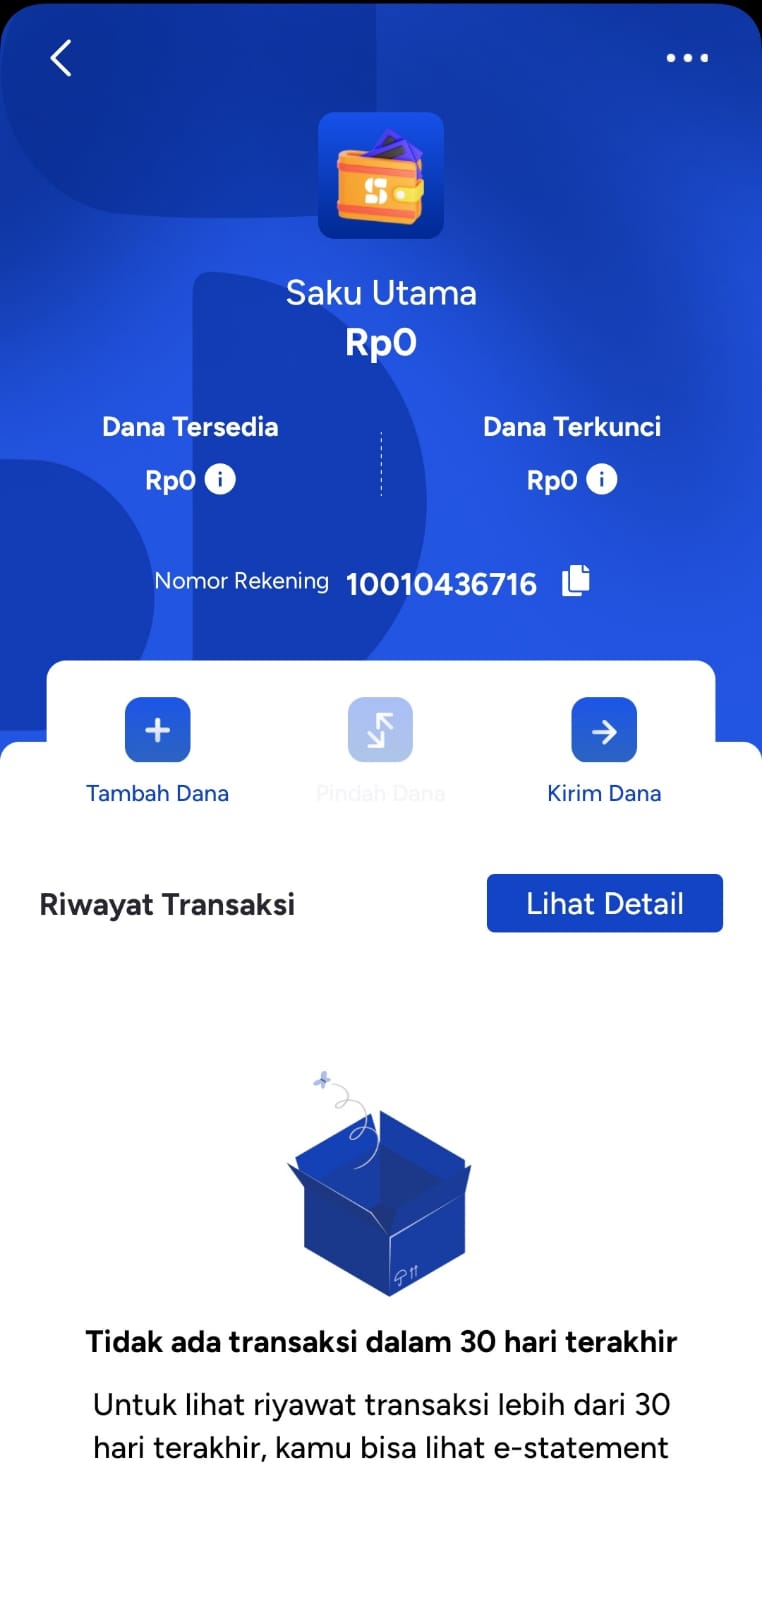 Saku Utama
Rp0
Dana Tersedia
Dana Terkunci
Rp0
Rp0
Nomor Rekening 10010436716
Tambah Dana
Pindah Dana
Kirim Dana
Riwayat Transaksi
Lihat Detail
Tidak ada transaksi dalam 30 hari terakhir
Untuk lihat riyawat transaksi lebih dari 30
hari terakhir, kamu bisa lihat e-statement